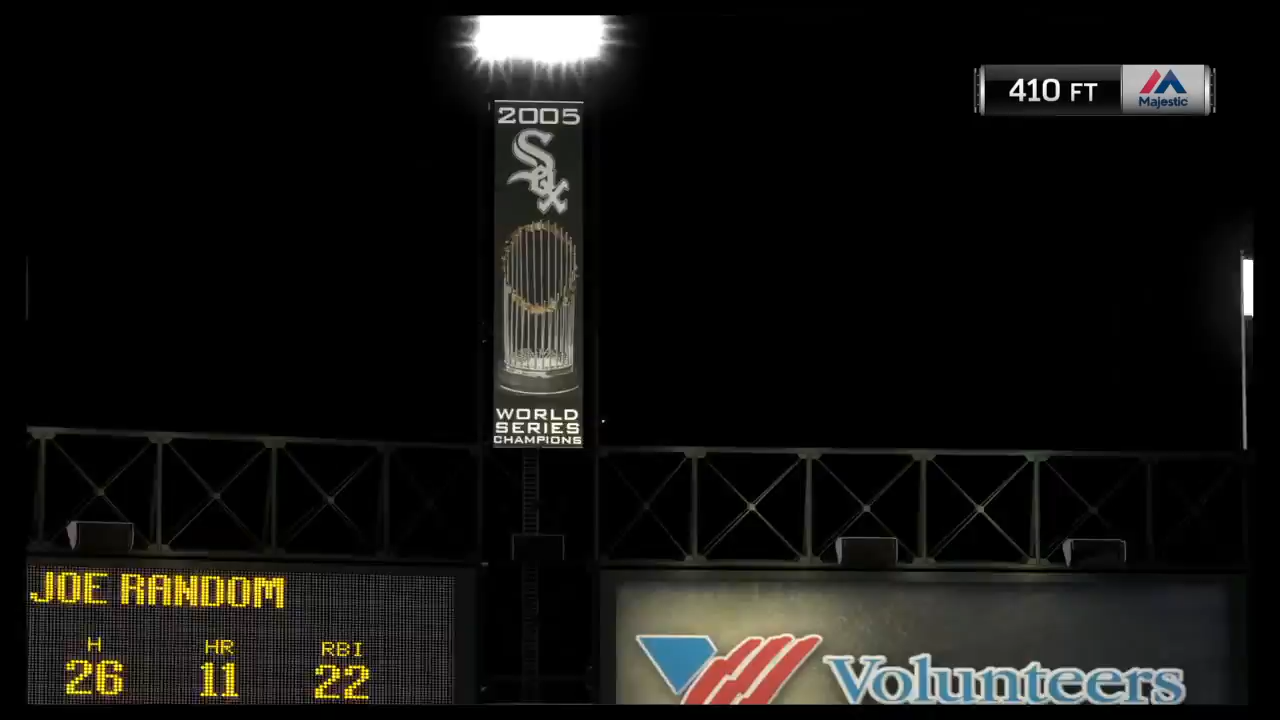 410 FT
Majestic
2005
Sox
WORLD
SERIES
CHAMPIONS
JOE RANDOM
H HR RBI
26 11 22
Volunteers